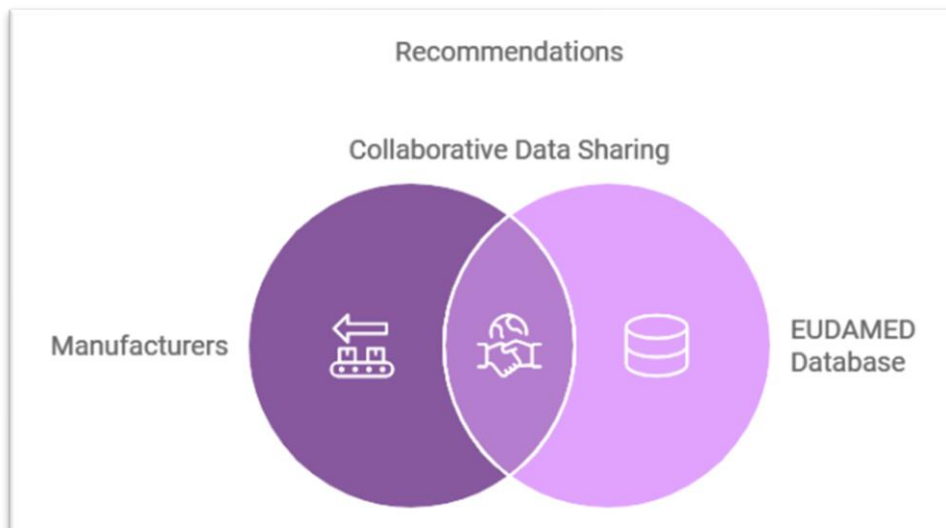 Recommendations
Collaborative Data Sharing
Manufacturers
EUDAMED
Database